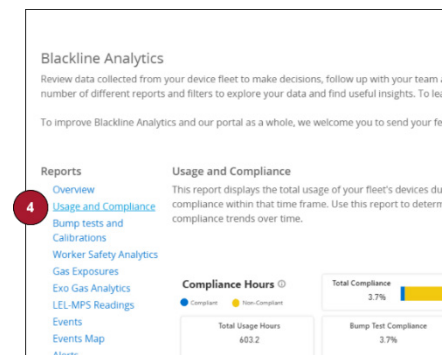 Blackline Analytics
Review data collected from your device fleet to make decisions, follow up with your team a
number of different reports and filters to explore your data and find useful insights. To lea
To improve Blackline Analytics and our portal as a whole, we welcome you to send your fe
Reports
Overview
4 Usage and Compliance
Bump tests and
Calibrations
Worker Safety Analytics
Gas Exposures
Exo Gas Analytics
LEL-MPS Readings
Events
Events Map
Alerts
Usage and Compliance
This report displays the total usage of your fleet's devices du
compliance within that time frame. Use this report to determ
compliance trends over time.
Compliance Hours
Compliant Non-Compliant
Total Compliance
3.7%
Total Usage Hours
603.2
Bump Test Compliance
3.7%